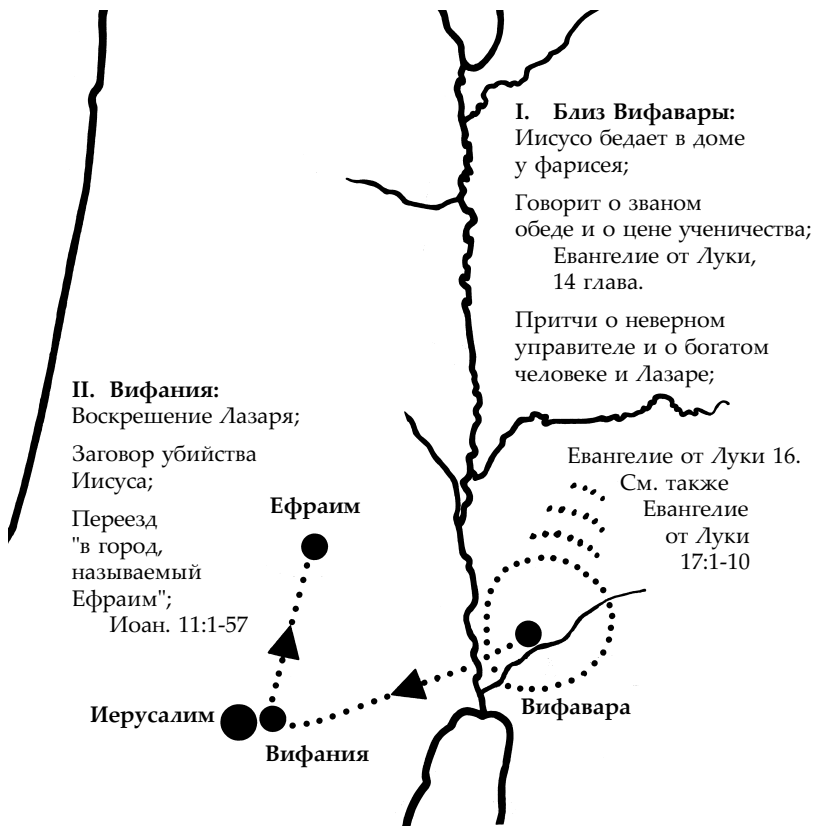 I. Близ Вифавары:
Иисусо бедает в доме
у фарисея;
Говорит о званом
обеде и о цене ученичества;
Евангелие от Луки,
14 глава.
Притчи о неверном
управителе и о богатом
человеке и Лазаре;
Евангелие от Луки 16.
См. также
Евангелие
от Луки
17:1-10
II. Вифания:
Воскрешение Лазаря;
Заговор убийства
Иисуса;
Переезд
"в город,
называемый
Ефраим";
Иоан. 11:1-57
Ефраим
Иерусалим
Вифания
Вифавара